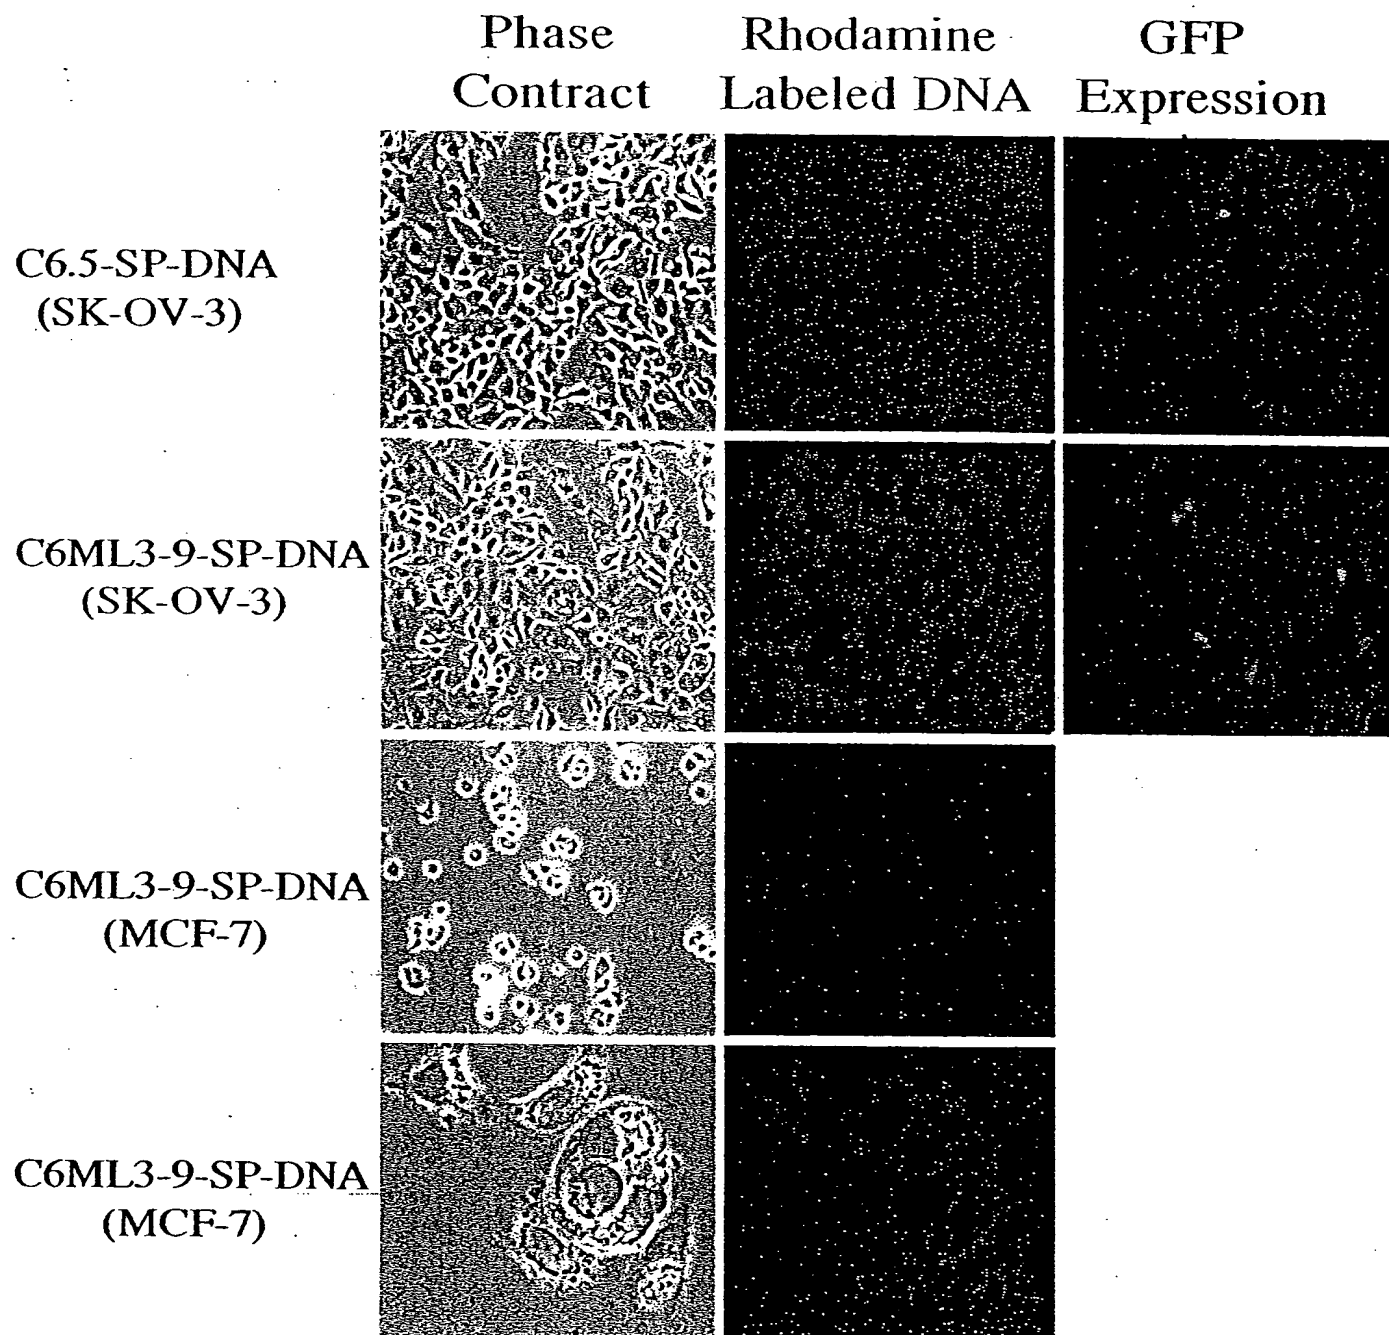 Phase
Contract
Rhodamine
Labeled DNA
GFP
Expression
C6.5-SP-DNA
(SK-OV-3)
C6ML3-9-SP-DNA
(SK-OV-3)
C6ML3-9-SP-DNA
(MCF-7)
C6ML3-9-SP-DNA
(MCF-7)